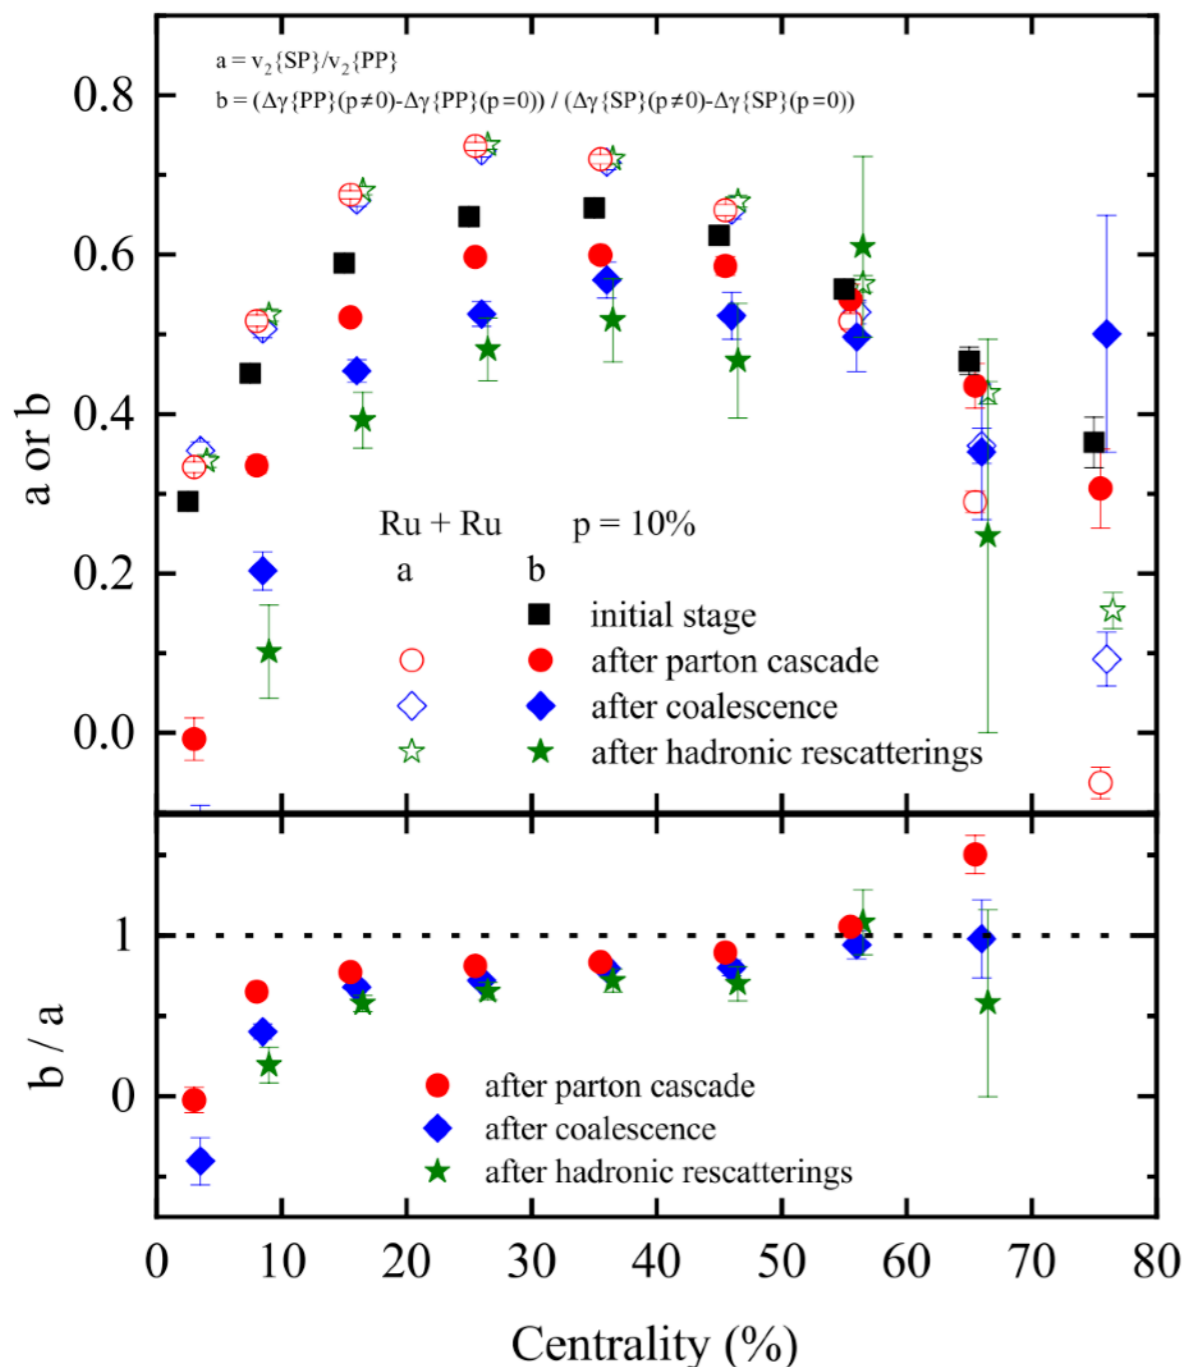 a = v₂{SP}/v₂{PP}
b = (Δγ{PP}(p≠0)-Δγ{PP}(p=0)) / (Δγ{SP}(p≠0)-Δγ{SP}(p=0))
0.8
0.6
0.4
0.2
0.0
a or b
Ru + Ru p = 10%
a b
initial stage
after parton cascade
after coalescence
after hadronic rescatterings
1
0
b / a
after parton cascade
after coalescence
after hadronic rescatterings
0 10 20 30 40 50 60 70 80
Centrality (%)